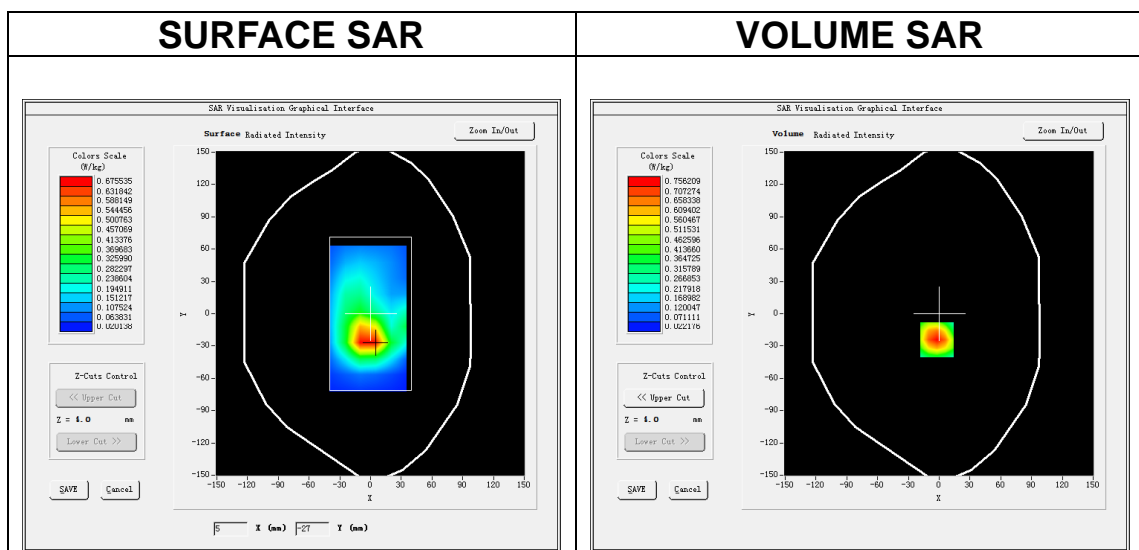 SURFACE SAR
VOLUME SAR
SAR Visualisation Graphical Interface
Surface Radiated Intensity
Zoom In/Out
Colors Scale
(W/kg)
0.675535
0.631842
0.588149
0.544456
0.500763
0.457069
0.413376
0.369683
0.325990
0.282297
0.238604
0.194911
0.151217
0.107524
0.063831
0.020138
Z-Cuts Control
<< Upper Cut
Z = 4.0 mm
Lower Cut >>
SAVE
Cancel
150
120
90
60
30
0
-30
-60
-90
-120
-150
Y
-150 -120 -90 -60 -30 0 30 60 90 120 150
X
5 X (mm) -27 Y (mm)
SAR Visualisation Graphical Interface
Volume Radiated Intensity
Zoom In/Out
Colors Scale
(W/kg)
0.756209
0.707274
0.658338
0.609402
0.560467
0.511531
0.462596
0.413660
0.364725
0.315789
0.266853
0.217918
0.168982
0.120047
0.071111
0.022176
Z-Cuts Control
<< Upper Cut
Z = 4.0 mm
Lower Cut >>
SAVE
Cancel
150
120
90
60
30
0
-30
-60
-90
-120
-150
Y
-150 -120 -90 -60 -30 0 30 60 90 120 150
X